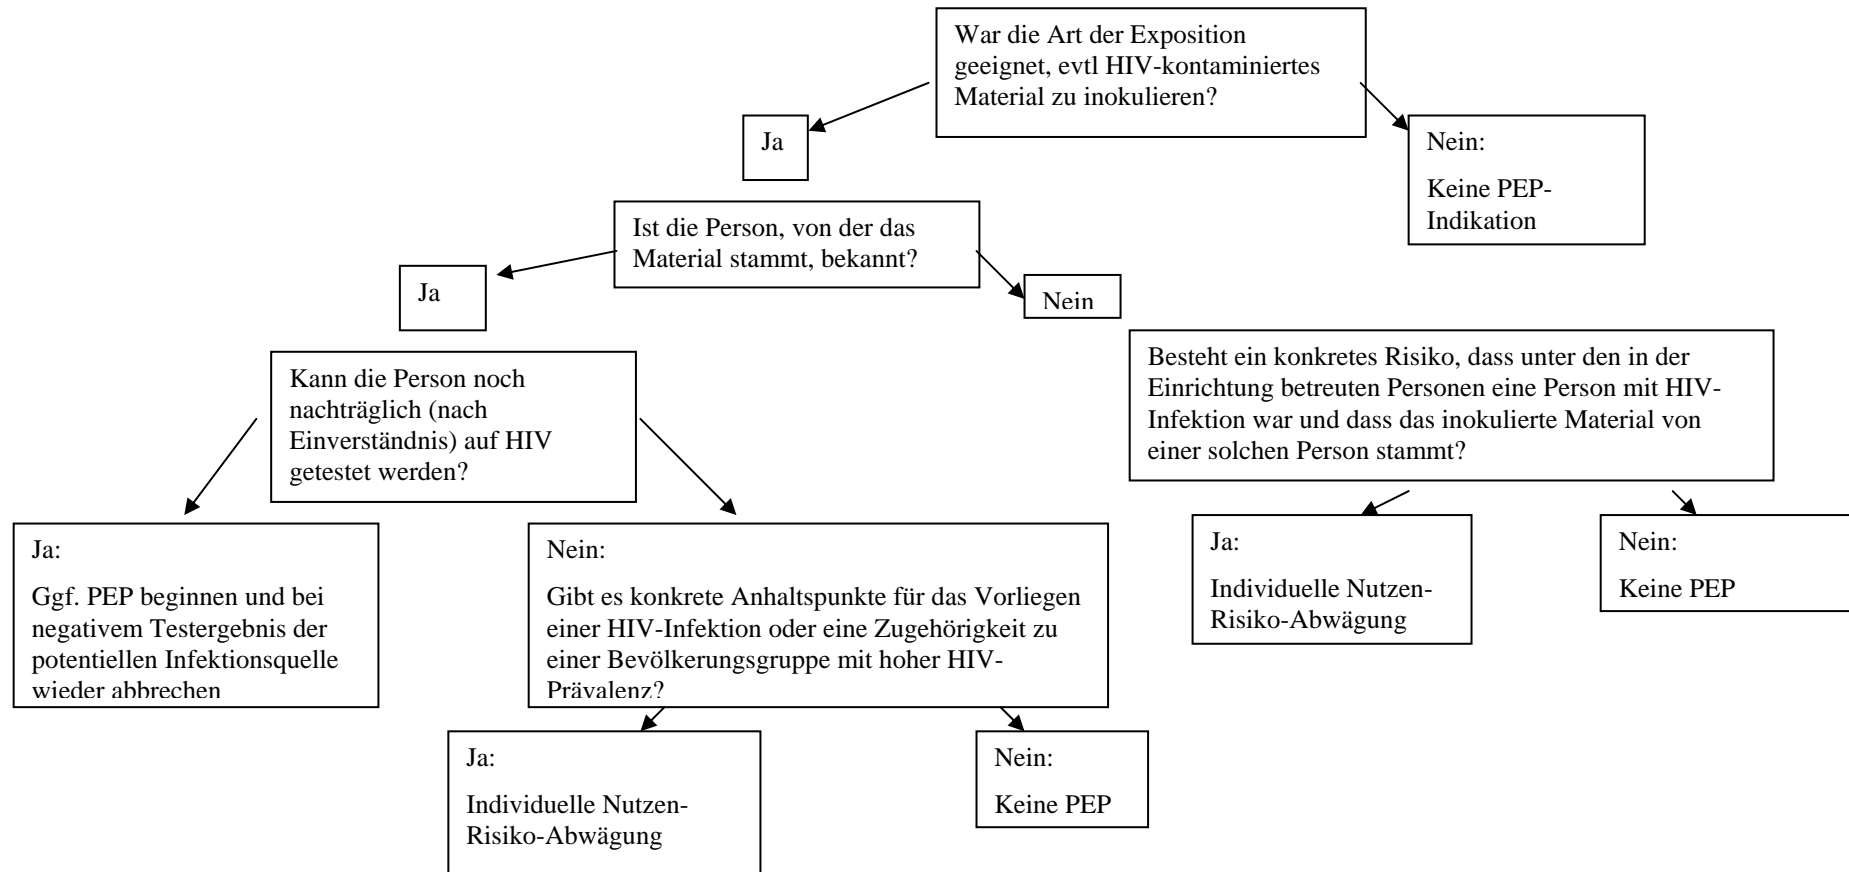 War die Art der Exposition
geeignet, evtl HIV-kontaminiertes
Material zu inokulieren?
Ja
Nein:
Keine PEP-
Indikation
Ist die Person, von der das
Material stammt, bekannt?
Ja
Nein
Kann die Person noch
nachträglich (nach
Einverständnis) auf HIV
getestet werden?
Besteht ein konkretes Risiko, dass unter den in der
Einrichtung betreuten Personen eine Person mit HIV-
Infektion war und dass das inokulierte Material von
einer solchen Person stammt?
Ja:
Ggf. PEP beginnen und bei
negativem Testergebnis der
potentiellen Infektionsquelle
wieder abbrechen
Nein:
Gibt es konkrete Anhaltspunkte für das Vorliegen
einer HIV-Infektion oder eine Zugehörigkeit zu
einer Bevölkerungsgruppe mit hoher HIV-
Prävalenz?
Ja:
Individuelle Nutzen-
Risiko-Abwägung
Nein:
Keine PEP
Ja:
Individuelle Nutzen-
Risiko-Abwägung
Nein:
Keine PEP